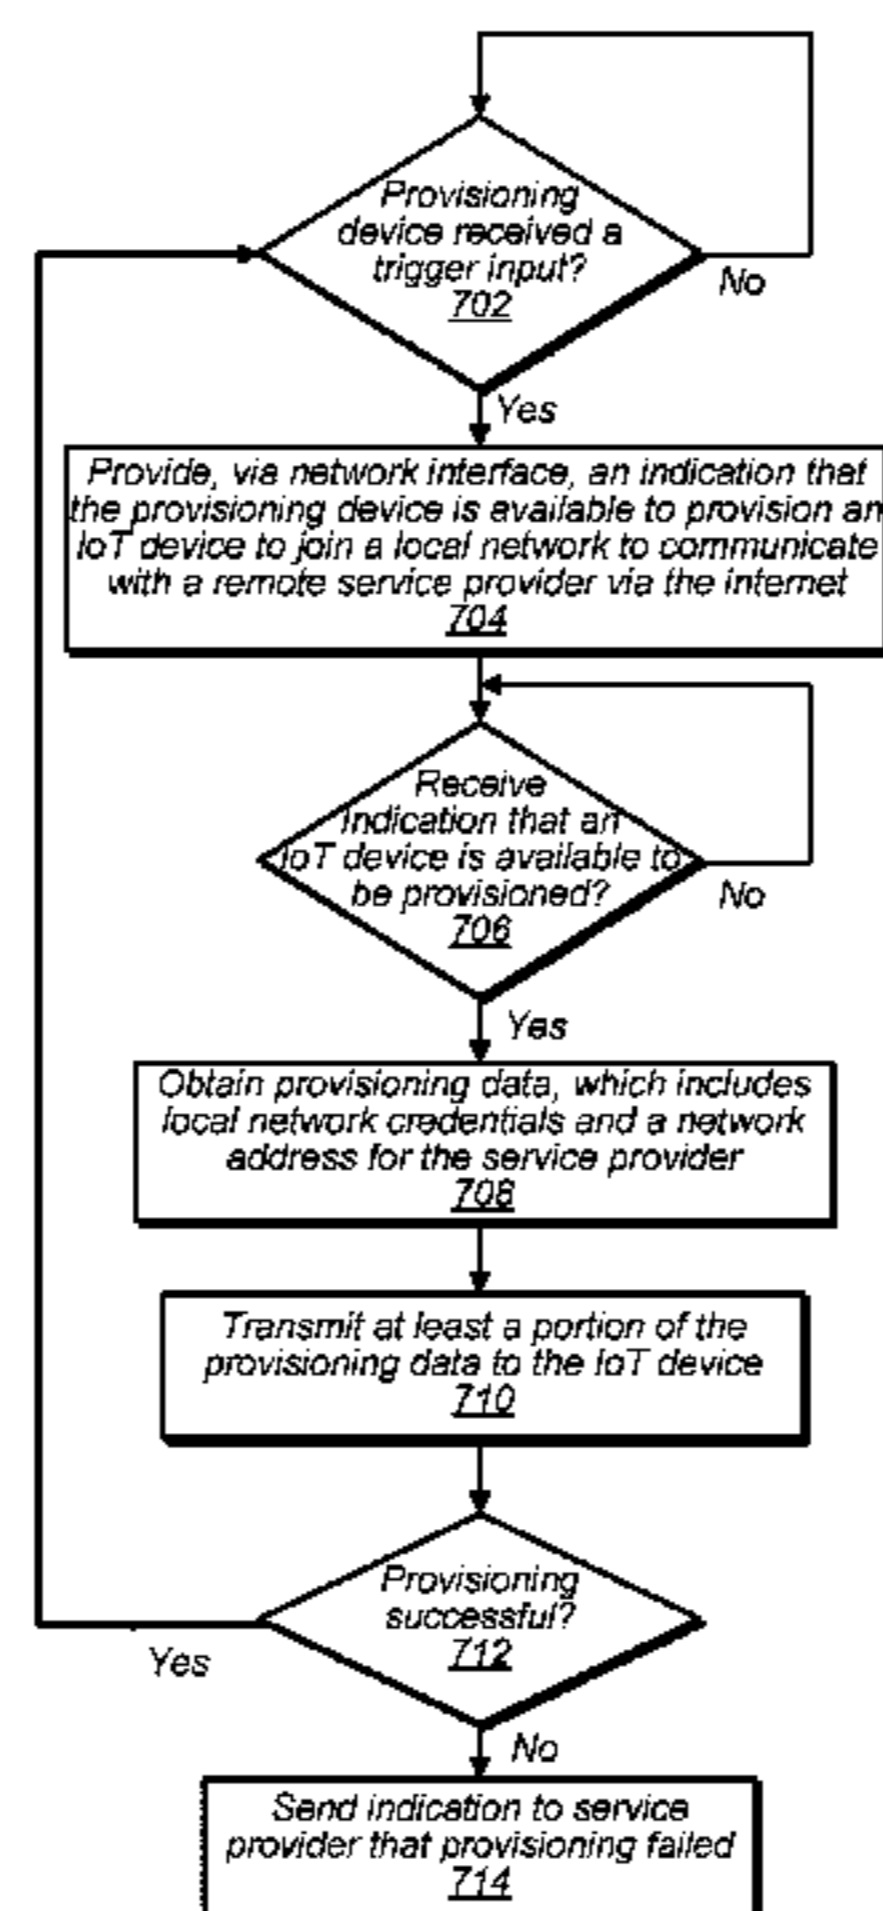 Provisioning
device received a
trigger input?
702
No
Yes
Provide, via network interface, an indication that
the provisioning device is available to provision an
IoT device to join a local network to communicate
with a remote service provider via the internet
704
Receive
indication that an
IoT device is available to
be provisioned?
706
No
Yes
Obtain provisioning data, which includes
local network credentials and a network
address for the service provider
708
Transmit at least a portion of the
provisioning data to the IoT device
710
Provisioning
successful?
712
Yes
No
Send indication to service
provider that provisioning failed
714